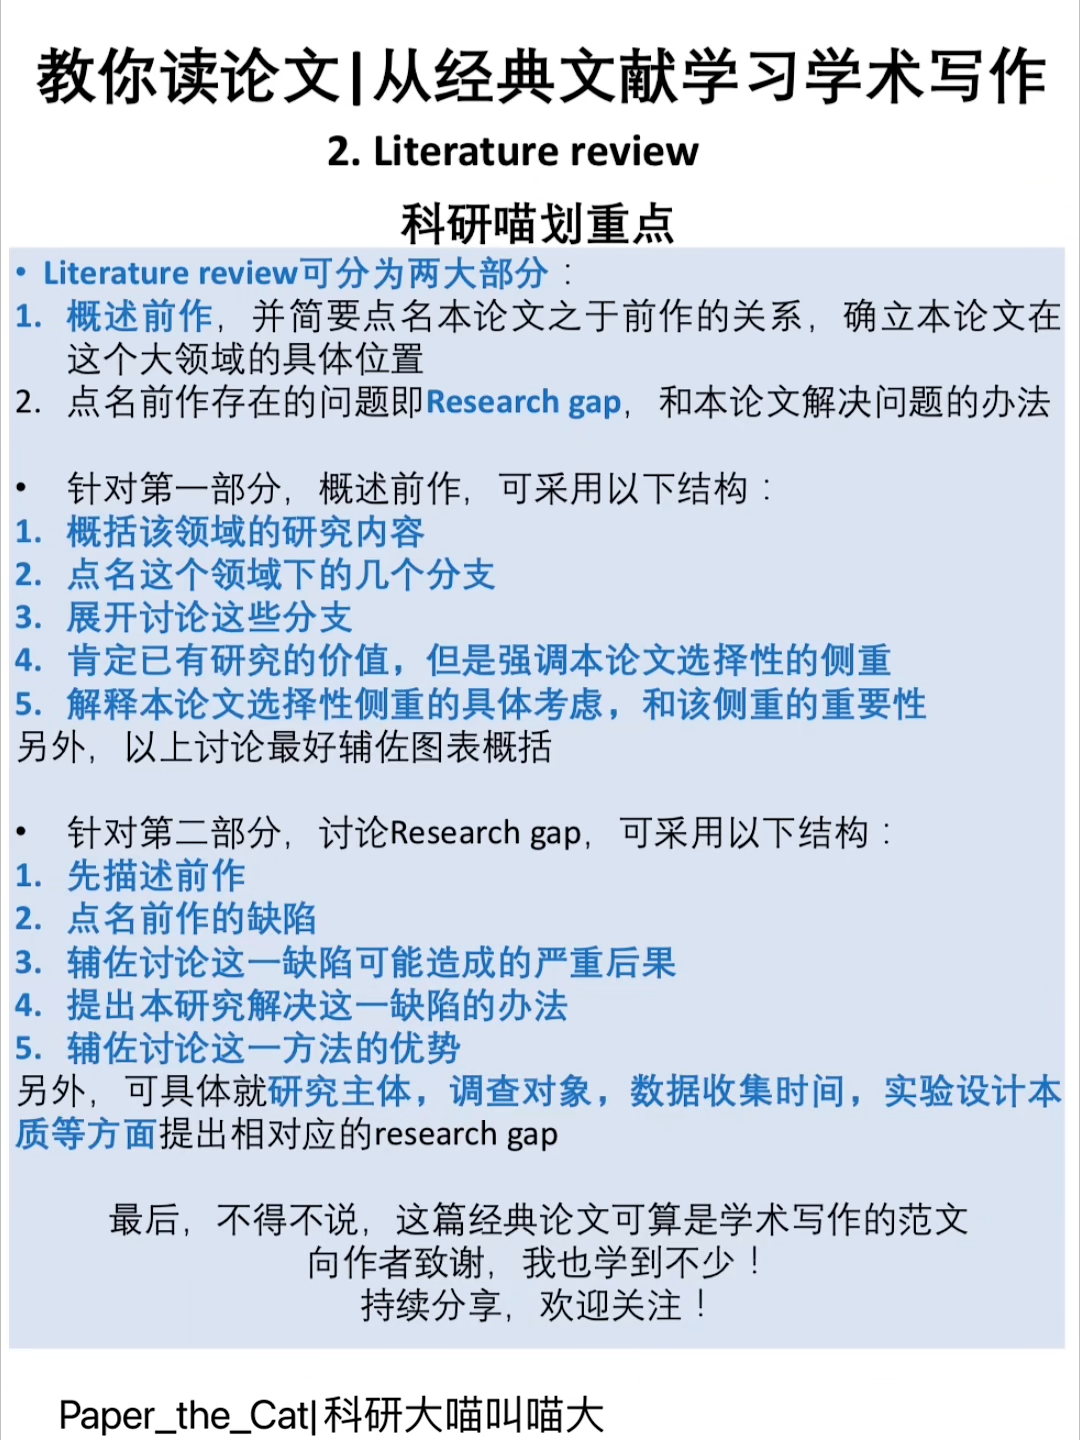 教你读论文|从经典文献学习学术写作
2. Literature review
科研喵划重点
• Literature review可分为两大部分：
1. 概述前作，并简要点名本论文之于前作的关系，确立本论文在
这个大领域的具体位置
2. 点名前作存在的问题即Research gap，和本论文解决问题的办法
• 针对第一部分，概述前作，可采用以下结构：
1. 概括该领域的研究内容
2. 点名这个领域下的几个分支
3. 展开讨论这些分支
4. 肯定已有研究的价值，但是强调本论文选择性的侧重
5. 解释本论文选择性侧重的具体考虑，和该侧重的重要性
另外，以上讨论最好辅佐图表概括
• 针对第二部分，讨论Research gap，可采用以下结构：
1. 先描述前作
2. 点名前作的缺陷
3. 辅佐讨论这一缺陷可能造成的严重后果
4. 提出本研究解决这一缺陷的办法
5. 辅佐讨论这一方法的优势
另外，可具体就研究主体，调查对象，数据收集时间，实验设计本
质等方面提出相对应的research gap
最后，不得不说，这篇经典论文可算是学术写作的范文
向作者致谢，我也学到不少！
持续分享，欢迎关注！
Paper_the_Cat|科研大喵叫喵大